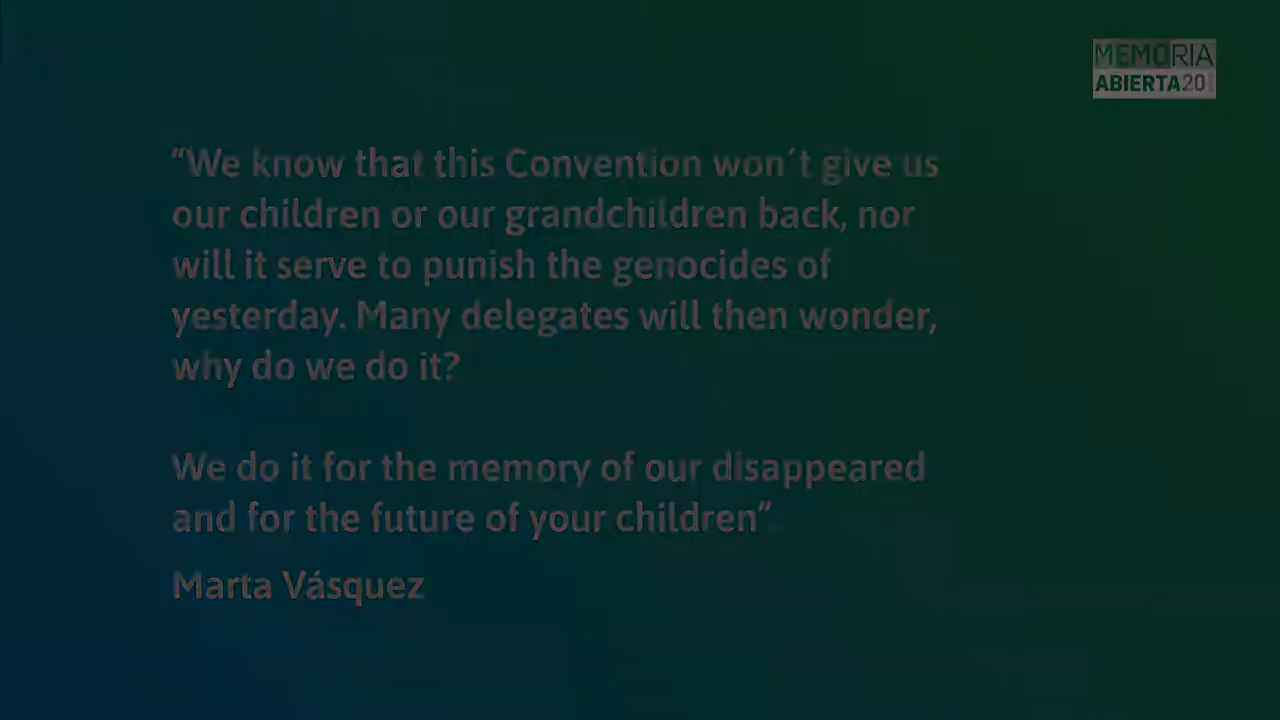 MEMORIA
ABIERTA20
“We know that this Convention won´t give us
our children or our grandchildren back, nor
will it serve to punish the genocides of
yesterday. Many delegates will then wonder,
why do we do it?
We do it for the memory of our disappeared
and for the future of your children”
Marta Vásquez